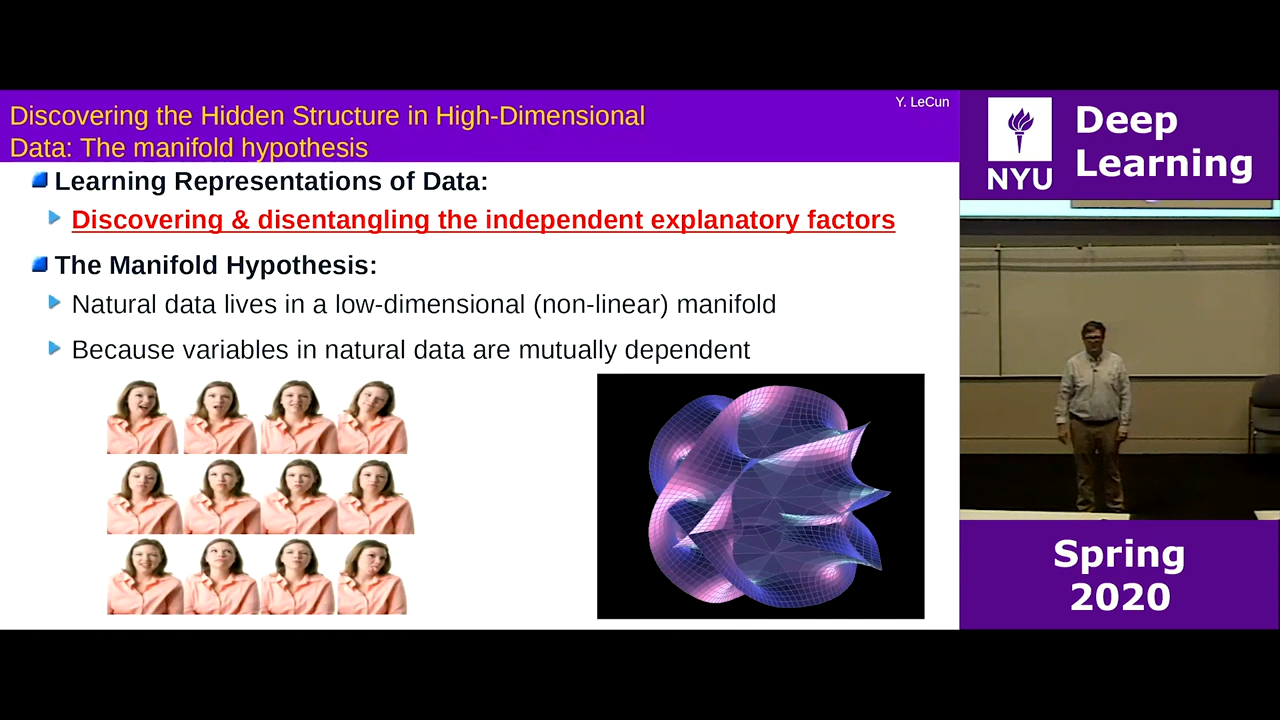 Y. LeCun
Discovering the Hidden Structure in High-Dimensional
Data: The manifold hypothesis
Learning Representations of Data:
Discovering & disentangling the independent explanatory factors
The Manifold Hypothesis:
Natural data lives in a low-dimensional (non-linear) manifold
Because variables in natural data are mutually dependent
NYU
Deep
Learning
Spring
2020